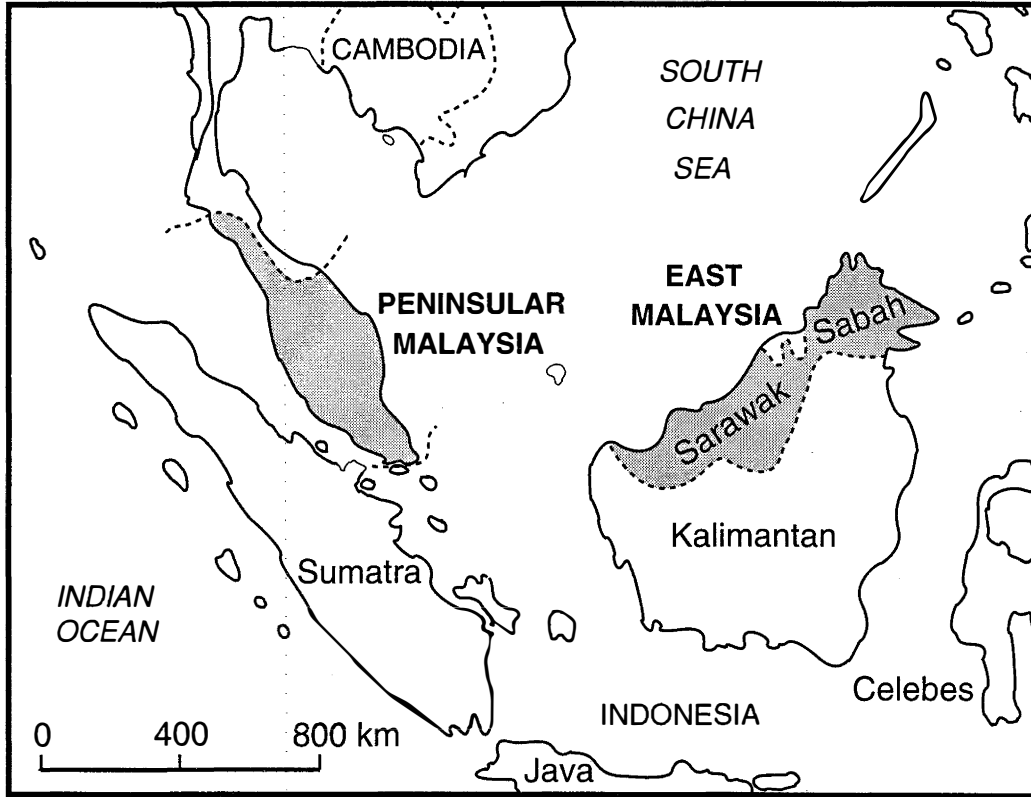 CAMBODIA
SOUTH
CHINA
SEA
PENINSULAR
MALAYSIA
EAST
MALAYSIA
Sabah
Sarawak
Kalimantan
Sumatra
INDIAN
OCEAN
Celebes
INDONESIA
0 400 800 km
Java